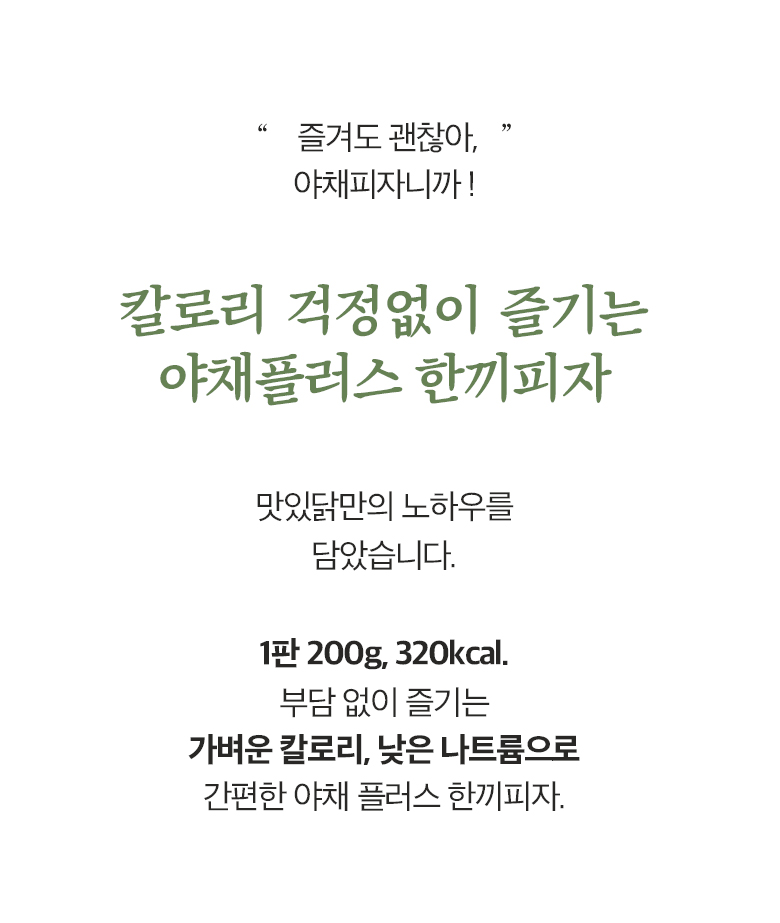 “ 즐겨도 괜찮아, ”
야채피자니까 !
칼로리 걱정없이 즐기는
야채플러스 한끼피자
맛있닭만의 노하우를
담았습니다.
1판 200g, 320kcal.
부담 없이 즐기는
가벼운 칼로리, 낮은 나트륨으로
간편한 야채 플러스 한끼피자.